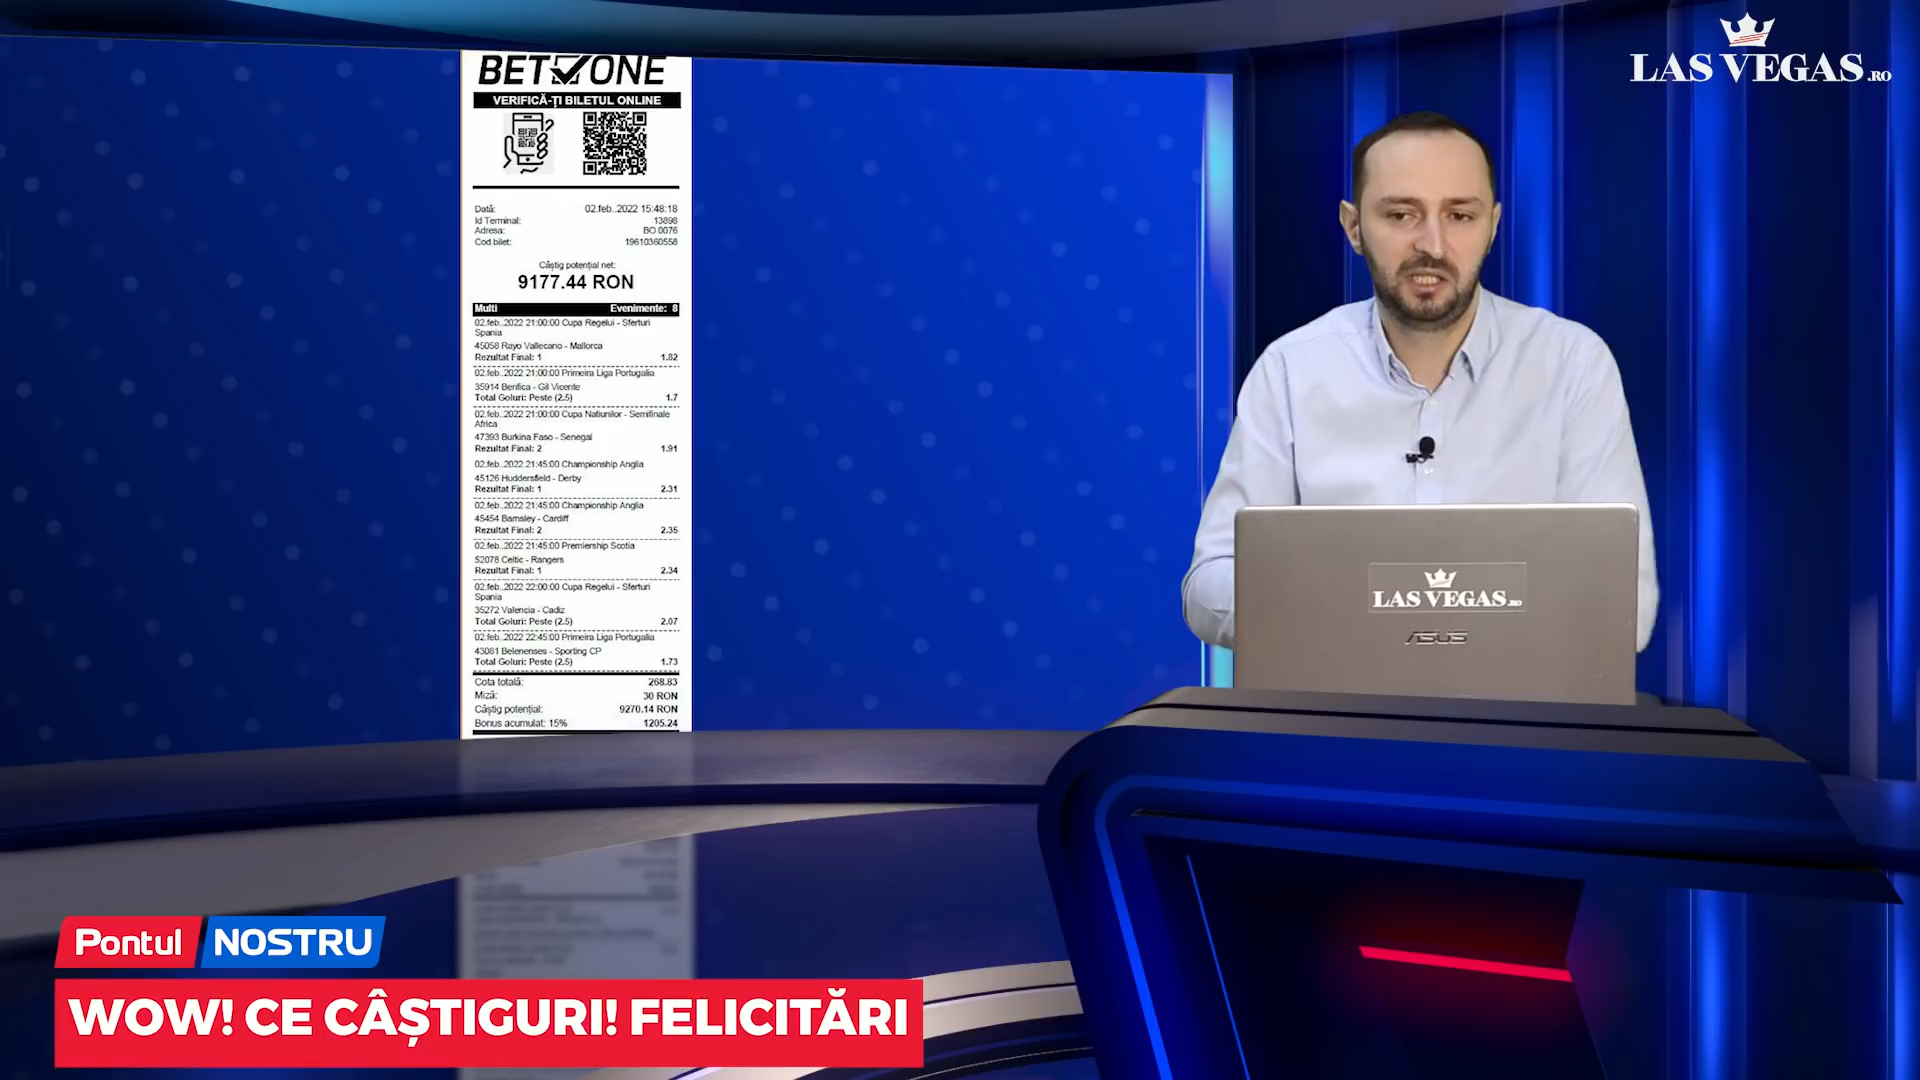 BET ONE
VERIFICĂ-ȚI BILETUL ONLINE
Dată: 02.feb..2022 15:48:18
Id Terminal: 13898
Adresa: BO 0076
Cod bilet: 19610360558
Câștig potențial net:
9177.44 RON
Multi Evenimente: 8
02.feb..2022 21:00:00 Cupa Regelui - Sferturi
Spania
45058 Rayo Vallecano - Mallorca
Rezultat Final: 1 1.82
02.feb..2022 21:00:00 Primeira Liga Portugalia
35914 Benfica - Gil Vicente
Total Goluri: Peste (2.5) 1.7
02.feb..2022 21:00:00 Cupa Natiunilor - Semifinale
Africa
47393 Burkina Faso - Senegal
Rezultat Final: 2 1.91
02.feb..2022 21:45:00 Championship Anglia
45126 Huddersfield - Derby
Rezultat Final: 1 2.31
02.feb..2022 21:45:00 Championship Anglia
45454 Barnsley - Cardiff
Rezultat Final: 2 2.35
02.feb..2022 21:45:00 Premiership Scotia
52078 Celtic - Rangers
Rezultat Final: 1 2.34
02.feb..2022 22:00:00 Cupa Regelui - Sferturi
Spania
35272 Valencia - Cadiz
Total Goluri: Peste (2.5) 2.07
02.feb..2022 22:45:00 Primeira Liga Portugalia
43081 Belenenses - Sporting CP
Total Goluri: Peste (2.5) 1.73
Cota totală: 268.83
Miză: 30 RON
Câștig potențial: 9270.14 RON
Bonus acumulat: 15% 1205.24
LAS VEGAS.RO
LAS VEGAS.RO
ASUS
Pontul NOSTRU
WOW! CE CÂȘTIGURI! FELICITĂRI